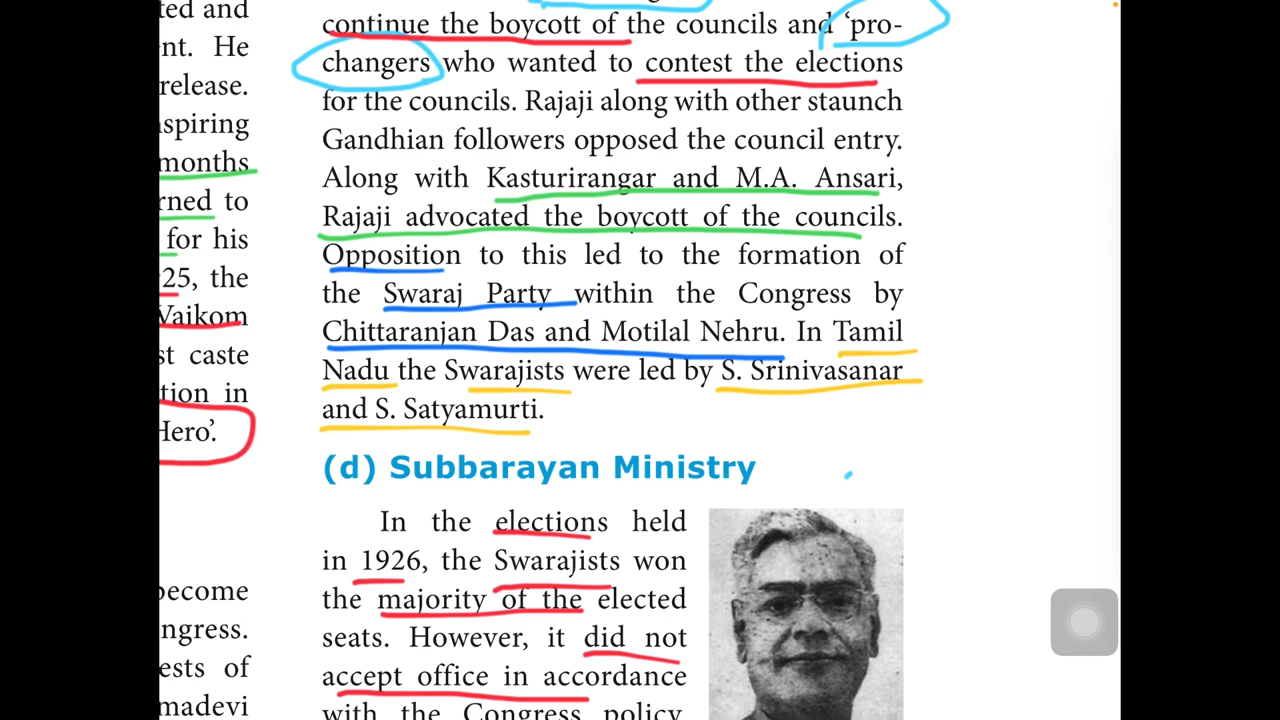 ted and
nt. He
release.
spiring
months
rned to
for his
25, the
Vaikom
st caste
tion in
Hero’.
become
ngress.
ests of
madevi
continue the boycott of the councils and ‘pro-
changers who wanted to contest the elections
for the councils. Rajaji along with other staunch
Gandhian followers opposed the council entry.
Along with Kasturirangar and M.A. Ansari,
Rajaji advocated the boycott of the councils.
Opposition to this led to the formation of
the Swaraj Party within the Congress by
Chittaranjan Das and Motilal Nehru. In Tamil
Nadu the Swarajists were led by S. Srinivasanar
and S. Satyamurti.
(d) Subbarayan Ministry
In the elections held
in 1926, the Swarajists won
the majority of the elected
seats. However, it did not
accept office in accordance
with the Congress policy.